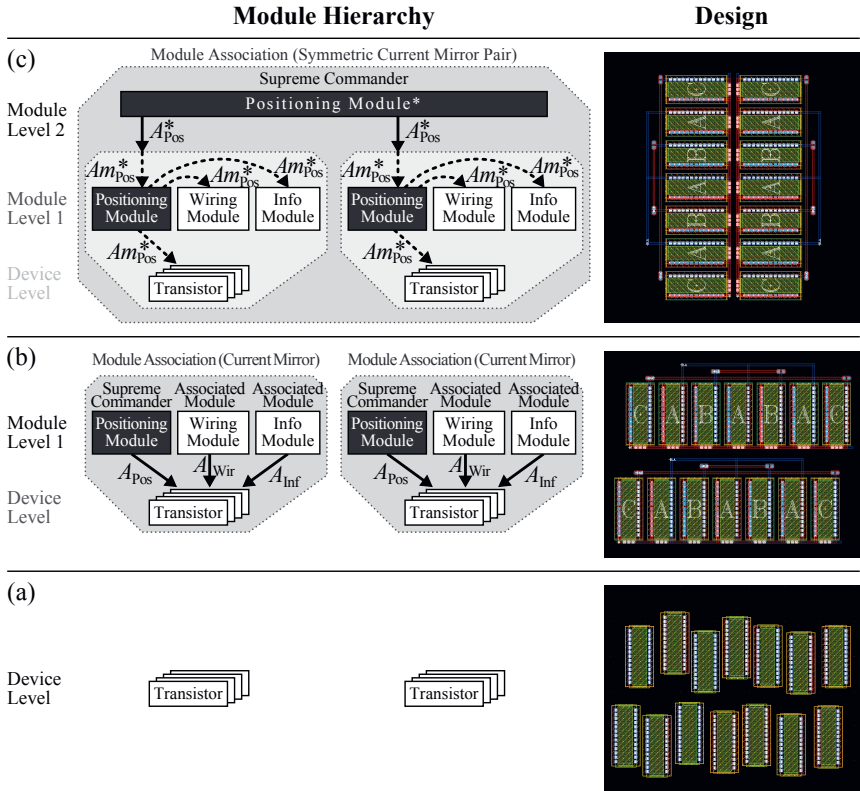 Module Hierarchy
Design
(c)
Module Association (Symmetric Current Mirror Pair)
Supreme Commander
Positioning Module*
Module
Level 2
A*Pos
A*Pos
Am*Pos
Am*Pos
Am*Pos
Am*Pos
Am*Pos
Am*Pos
Module
Level 1
Positioning
Module
Wiring
Module
Info
Module
Positioning
Module
Wiring
Module
Info
Module
Am*Pos
Am*Pos
Device
Level
Transistor
Transistor
C C
A A
B B
A A
B B
A A
C C
(b)
Module Association (Current Mirror)
Module Association (Current Mirror)
Supreme
Commander
Associated
Module
Associated
Module
Supreme
Commander
Associated
Module
Associated
Module
Module
Level 1
Positioning
Module
Wiring
Module
Info
Module
Positioning
Module
Wiring
Module
Info
Module
APos
AWir
AInf
APos
AWir
AInf
Device
Level
Transistor
Transistor
C A B A B A C
C A B A B A C
(a)
Device
Level
Transistor
Transistor